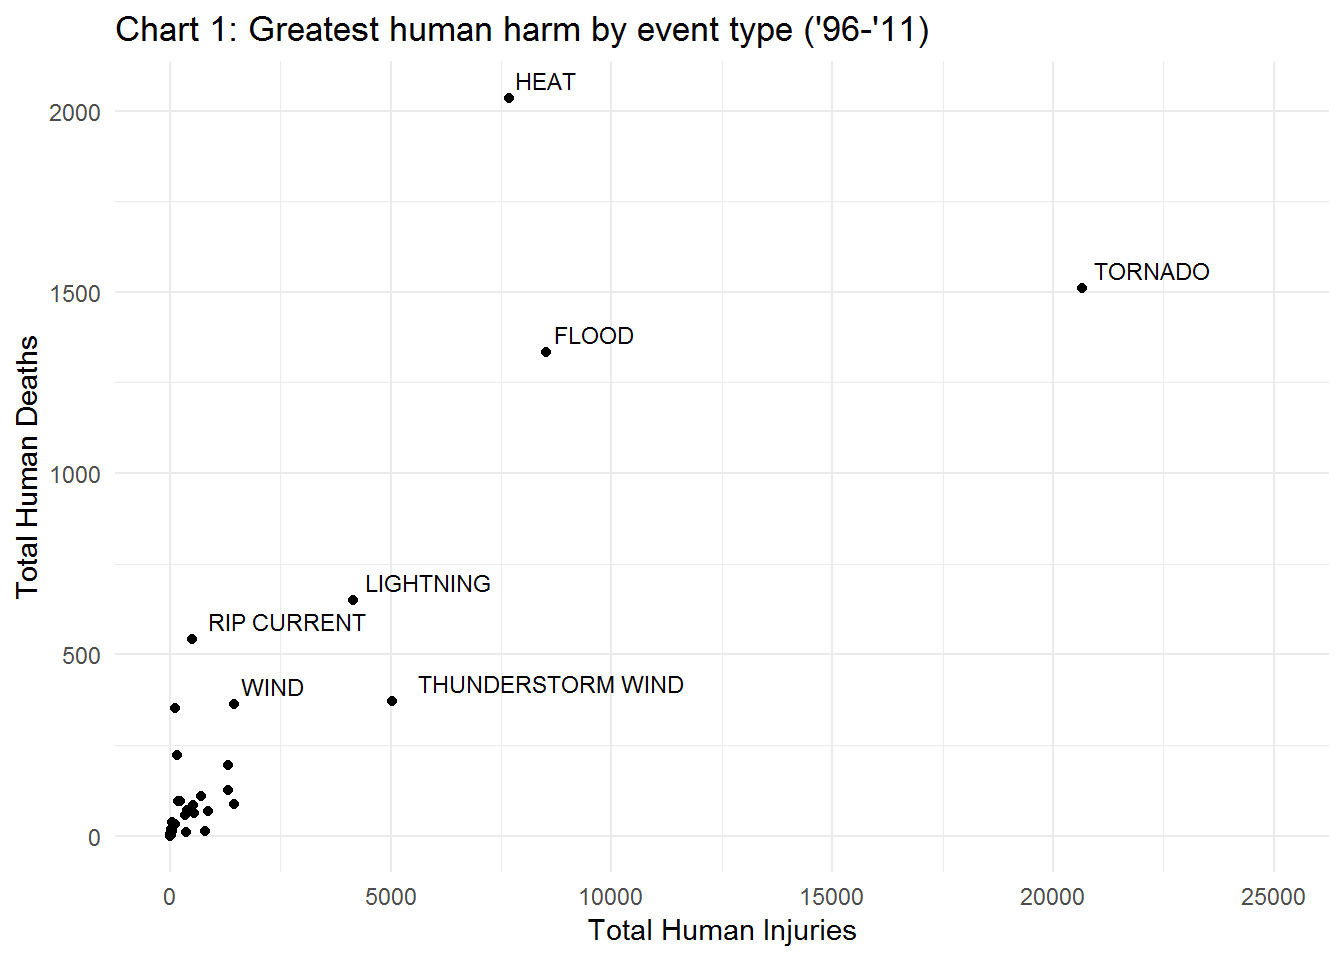 Chart 1: Greatest human harm by event type ('96-'11)
HEAT
2000
TORNADO
1500
FLOOD
Total Human Deaths
1000
LIGHTNING
RIP CURRENT
500
WIND
THUNDERSTORM WIND
0
0 5000 10000 15000 20000 25000
Total Human Injuries